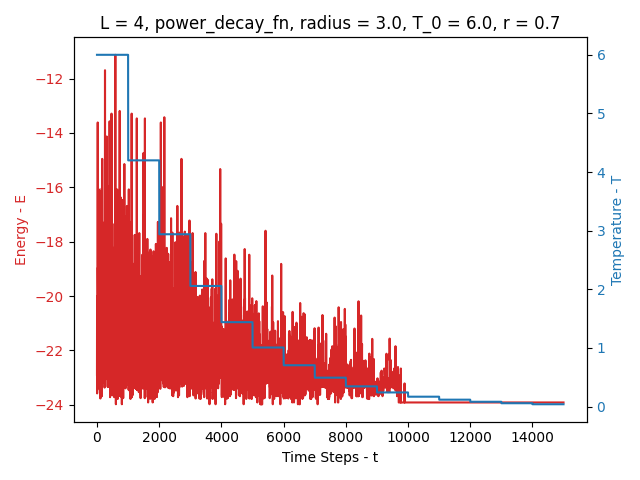 L = 4, power_decay_fn, radius = 3.0, T_0 = 6.0, r = 0.7
−12
−14
−16
−18
−20
−22
−24
Energy - E
6
5
4
3
2
1
0
Temperature - T
0 2000 4000 6000 8000 10000 12000 14000
Time Steps - t